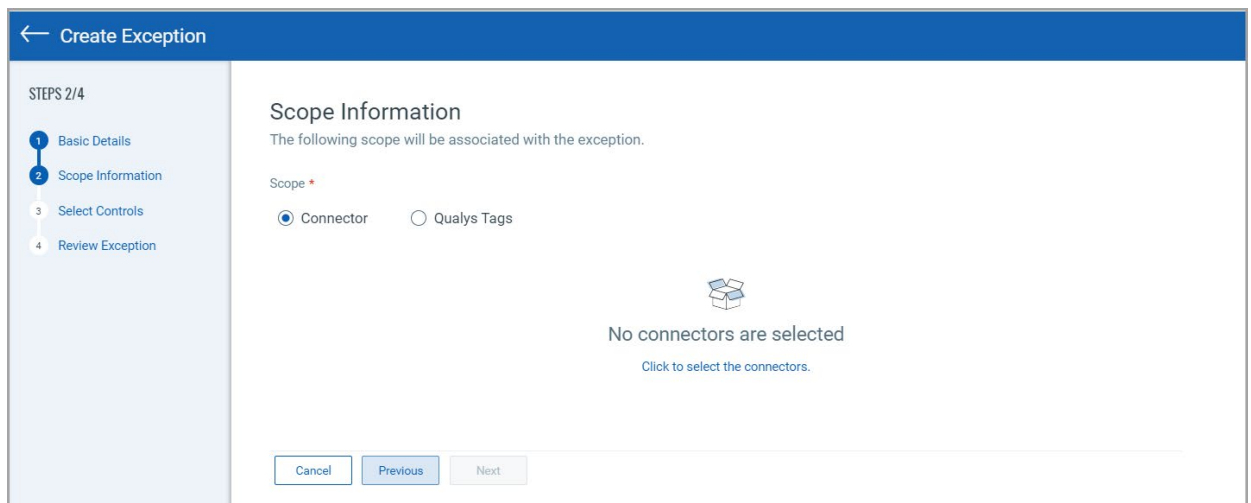 Create Exception
STEPS 2/4
1 Basic Details
2 Scope Information
3 Select Controls
4 Review Exception
Scope Information
The following scope will be associated with the exception.
Scope *
Connector Qualys Tags
No connectors are selected
Click to select the connectors.
Cancel Previous Next